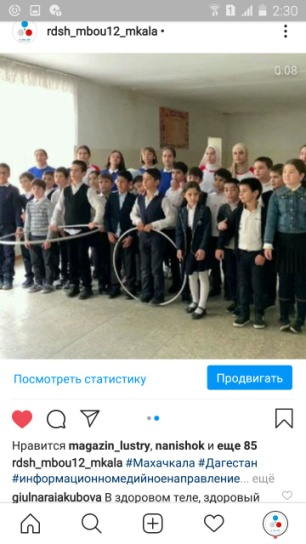 2:30
rdsh_mbou12_mkala •
0:08
Посмотреть статистику
Продвигать
Нравится magazin_lustry, nanishok и еще 85
rdsh_mbou12_mkala #Махачкала #Дагестан
#информационномедийноенаправление... ещё
giulnaraiakubova В здоровом теле, здоровый